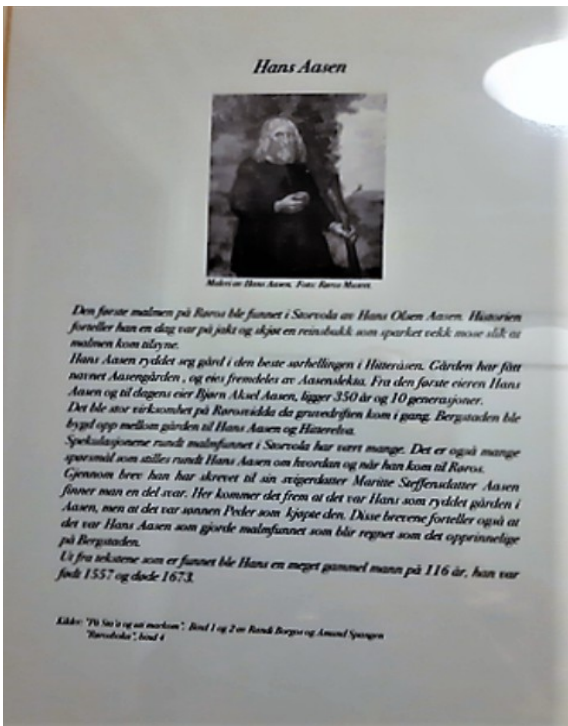 Hans Aasen
Maleri av Hans Aasen. Foto: Røros Museet.
Den første malmen på Røros ble funnet i Storvola av Hans Olsen Aasen. Historien
forteller han en dag var på jakt og skjøt en reinsbukk som sparket vekk mose slik at
malmen kom tilsyne.
Hans Aasen ryddet seg gård i den beste sørhellingen i Hitteråsen. Gården har fått
navnet Aasengården , og eies fremdeles av Aasenslekta. Fra den første eieren Hans
Aasen og til dagens eier Bjørn Aksel Aasen, ligger 350 år og 10 generasjoner.
Det ble stor virksomhet på Rørosvidda da gruvedriften kom i gang. Bergstaden ble
bygd opp mellom gården til Hans Aasen og Hitterelva.
Spekulasjonene rundt malmfunnet i Storvola har vært mange. Det er også mange
spørsmål som stilles rundt Hans Aasen om hvordan og når han kom til Røros.
Gjennom brev han har skrevet til sin svigerdatter Maritte Steffensdatter Aasen
finner man en del svar. Her kommer det frem at det var Hans som ryddet gården i
Aasen, men at det var sønnen Peder som kjøpte den. Disse brevene forteller også at
det var Hans Aasen som gjorde malmfunnet som blir regnet som det opprinnelige
på Bergstaden.
Ut fra tekstene som er funnet ble Hans en meget gammel mann på 116 år, han var
født 1557 og døde 1673.
Kilder: "På Sta'a og uti markom". Bind 1 og 2 av Randi Borgos og Amund Spangen
"Rørosboka", bind 4